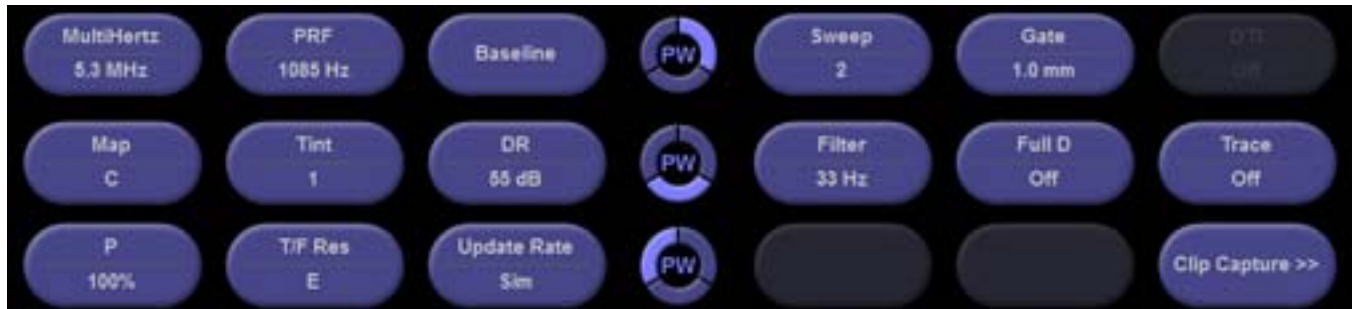 MultiHertz
5.3 MHz
PRF
1085 Hz
Baseline
PW
Sweep
2
Gate
1.0 mm
Off
Map
C
Tint
1
DR
55 dB
PW
Filter
33 Hz
Full D
Off
Trace
Off
P
100%
T/F Res
E
Update Rate
Sim
PW
Clip Capture >>